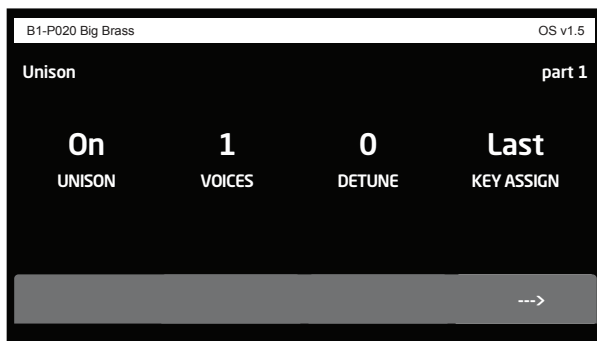 B1-P020 Big Brass OS v1.5
Unison part 1
On 1 0 Last
UNISON VOICES DETUNE KEY ASSIGN
--->